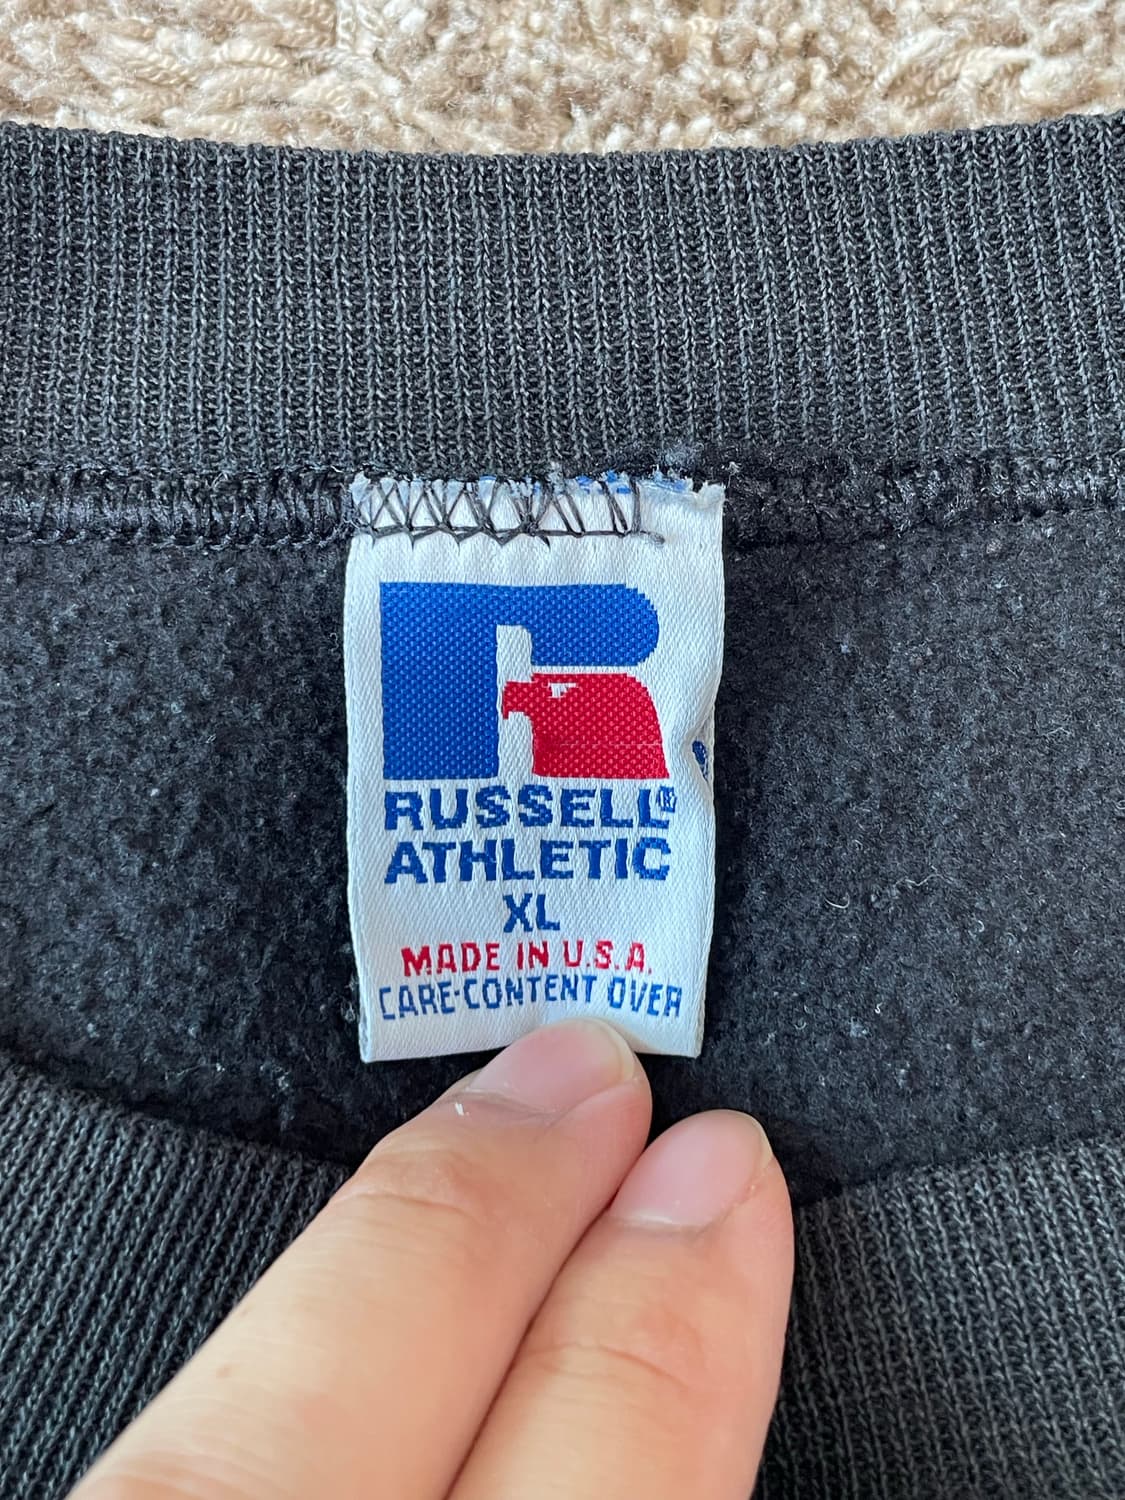 RUSSELL®
ATHLETIC
XL
MADE IN U.S.A.
CARE-CONTENT OVER